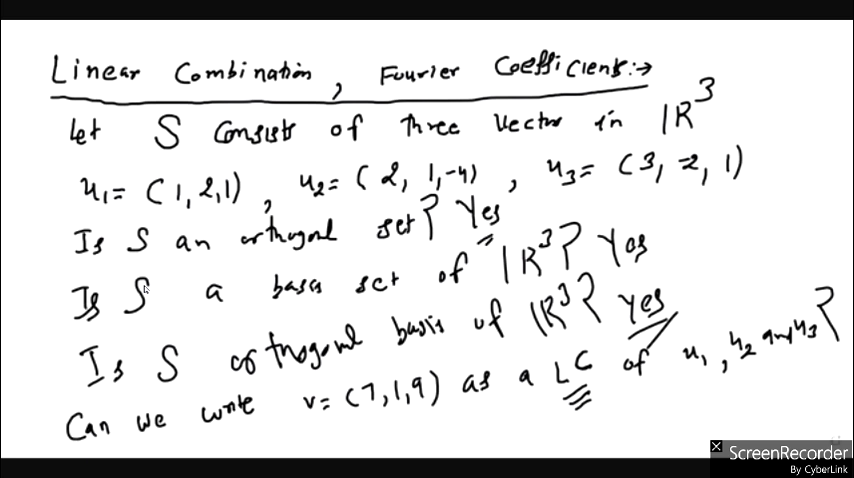 Linear Combination, Fourier Coefficients:→
Let S consists of three vector in ℝ³
u₁= (1,2,1), u₂= (2, 1,-4), u₃= (3, -2, 1)
Is S an orthogonal set? Yes
Is S a basis set of ℝ³? Yes
Is S orthogonal basis of ℝ³? Yes
Can we write v= (7,1,9) as a LC of u₁, u₂ and u₃?
ScreenRecorder
By CyberLink